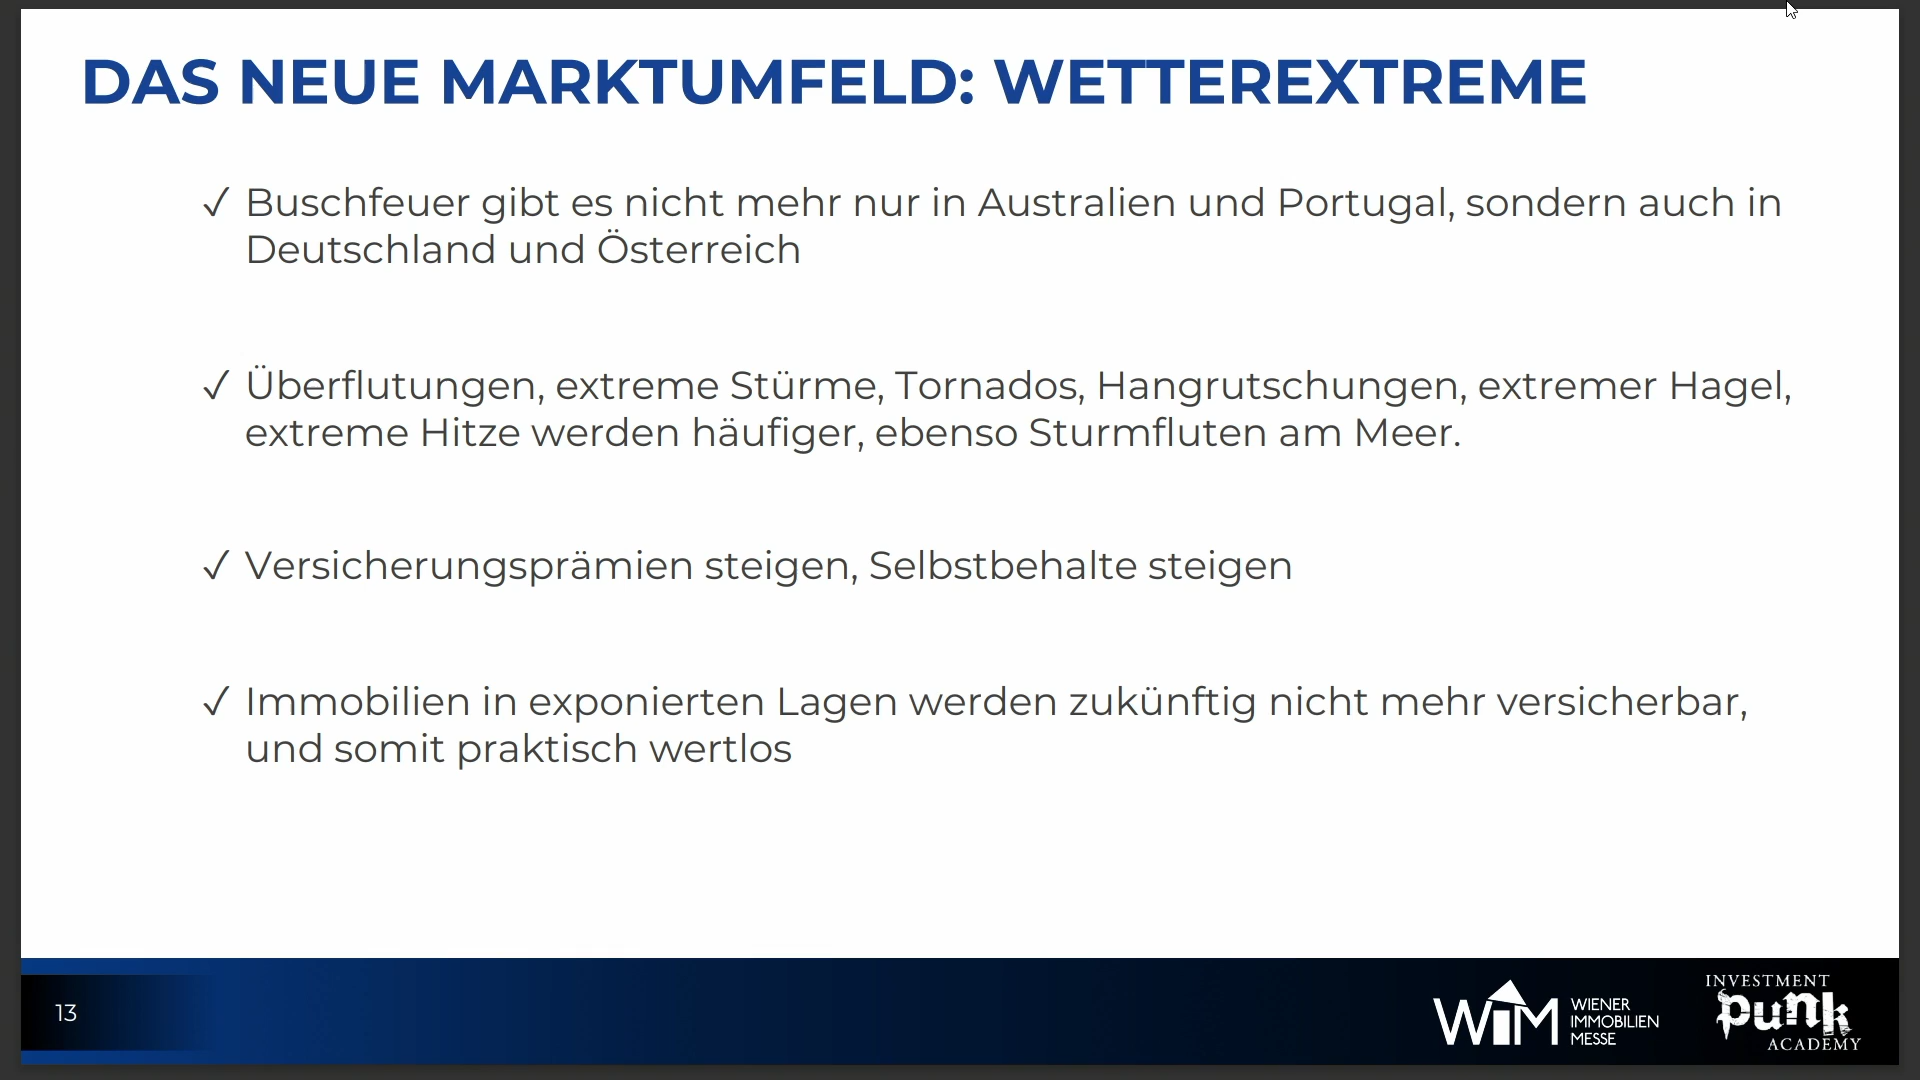 DAS NEUE MARKTUMFELD: WETTEREXTREME
✓ Buschfeuer gibt es nicht mehr nur in Australien und Portugal, sondern auch in
Deutschland und Österreich
✓ Überflutungen, extreme Stürme, Tornados, Hangrutschungen, extremer Hagel,
extreme Hitze werden häufiger, ebenso Sturmfluten am Meer.
✓ Versicherungsprämien steigen, Selbstbehalte steigen
✓ Immobilien in exponierten Lagen werden zukünftig nicht mehr versicherbar,
und somit praktisch wertlos
13
WIM
WIENER
IMMOBILIEN
MESSE
INVESTMENT
punk
ACADEMY